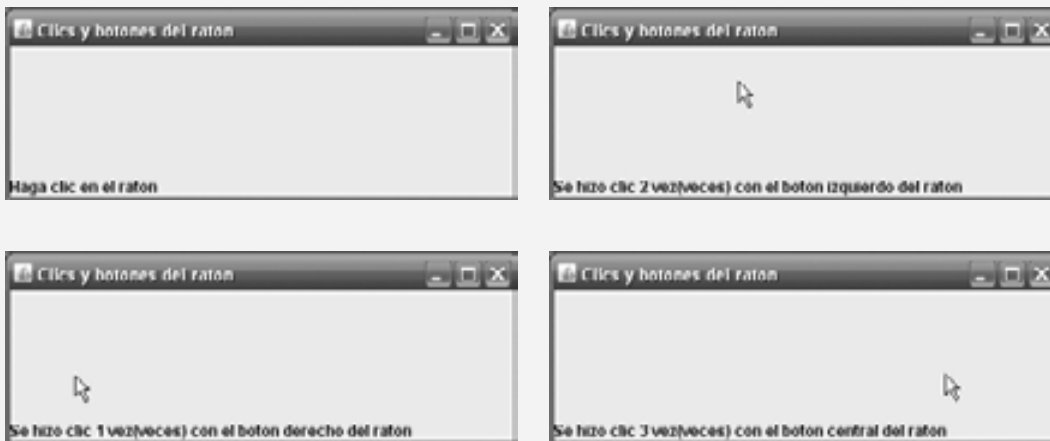 Clics y botones del raton
Haga clic en el raton
Clics y botones del raton
Se hizo clic 2 vez(veces) con el boton izquierdo del raton
Clics y botones del raton
Se hizo clic 1 vez(veces) con el boton derecho del raton
Clics y botones del raton
Se hizo clic 3 vez(veces) con el boton central del raton